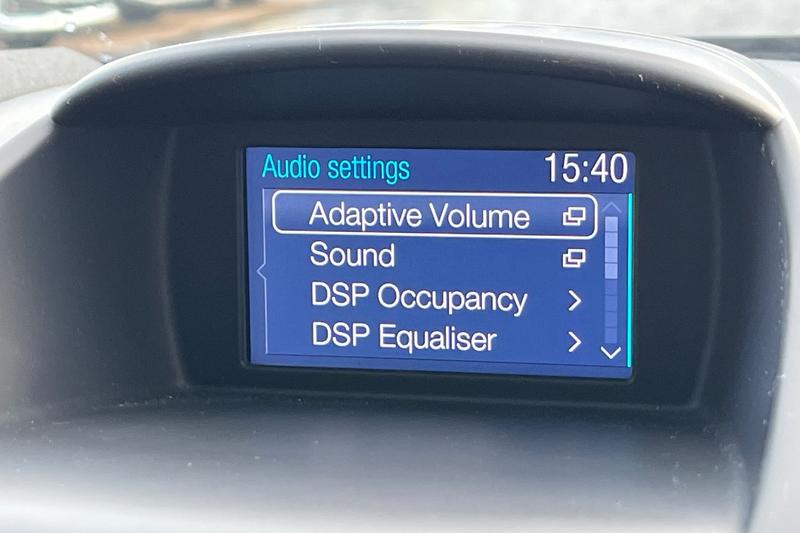 Audio settings 15:40
Adaptive Volume
Sound
DSP Occupancy
DSP Equaliser